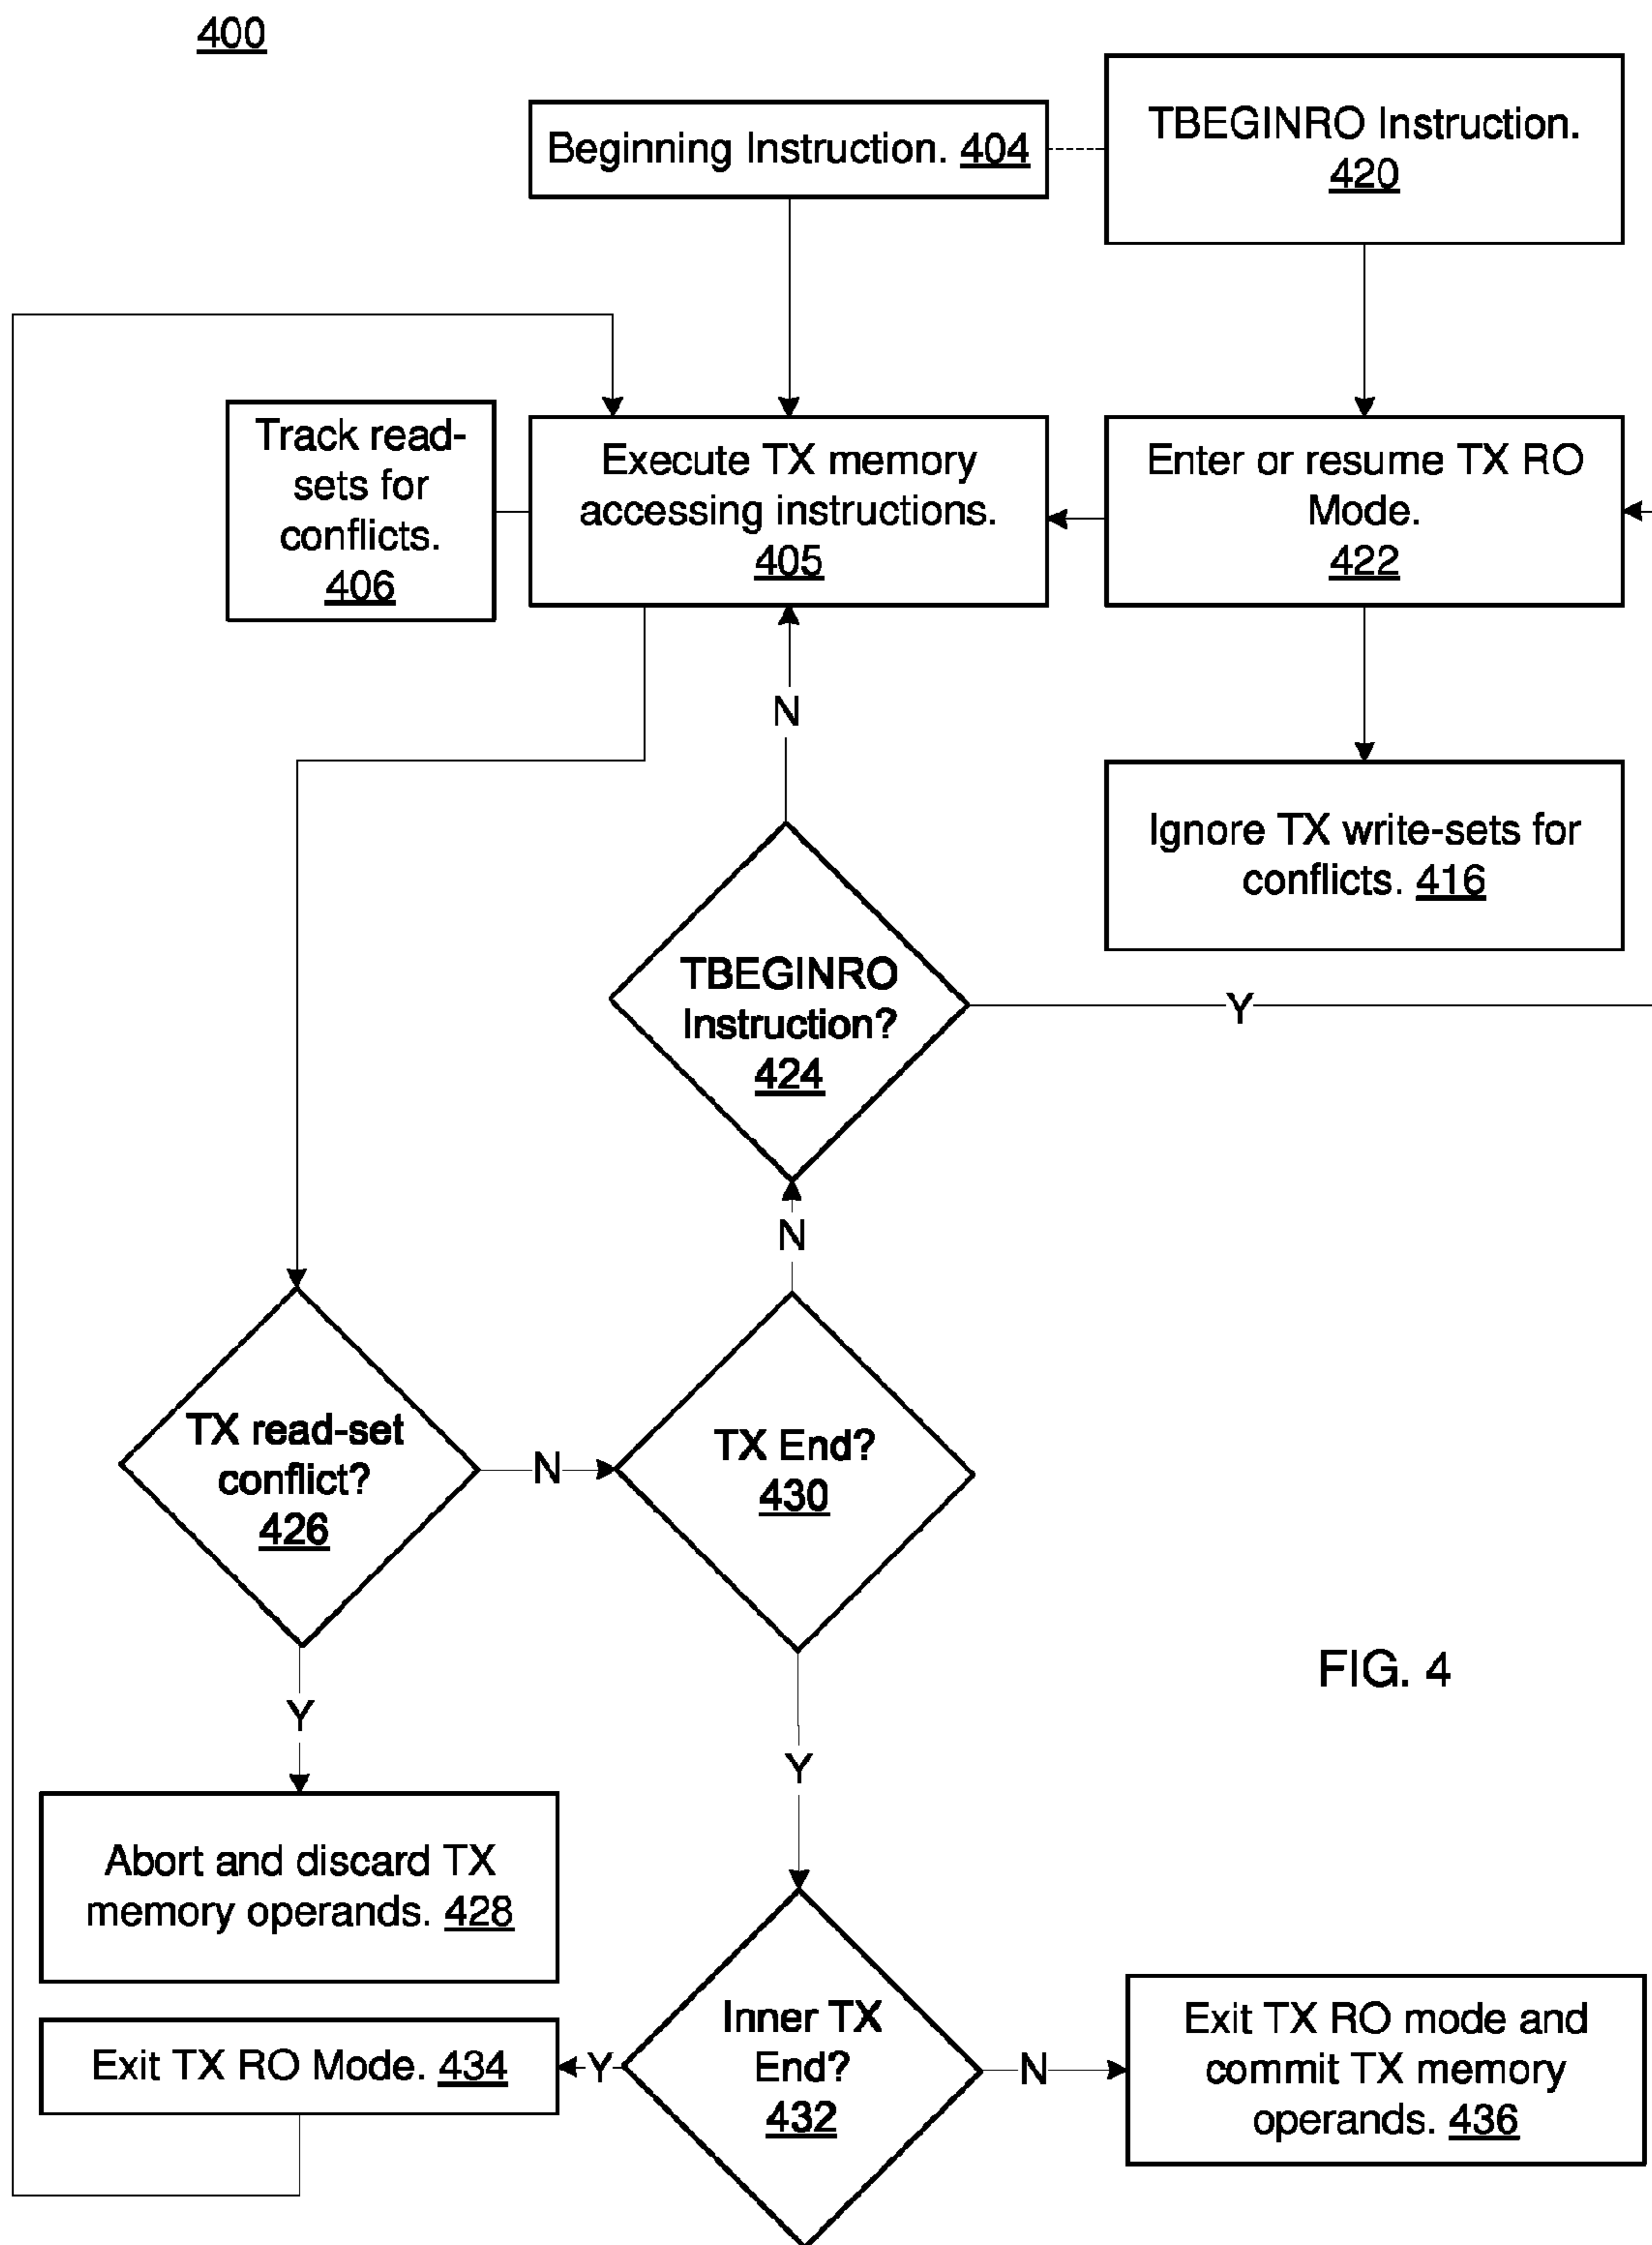 400
Beginning Instruction. 404
TBEGINRO Instruction.
420
Track read-
sets for
conflicts.
406
Execute TX memory
accessing instructions.
405
Enter or resume TX RO
Mode.
422
N
Ignore TX write-sets for
conflicts. 416
TBEGINRO
Instruction?
424
Y
N
TX read-set
conflict?
426
N
TX End?
430
FIG. 4
Y
Y
Abort and discard TX
memory operands. 428
Exit TX RO Mode. 434
Y
Inner TX
End?
432
N
Exit TX RO mode and
commit TX memory
operands. 436